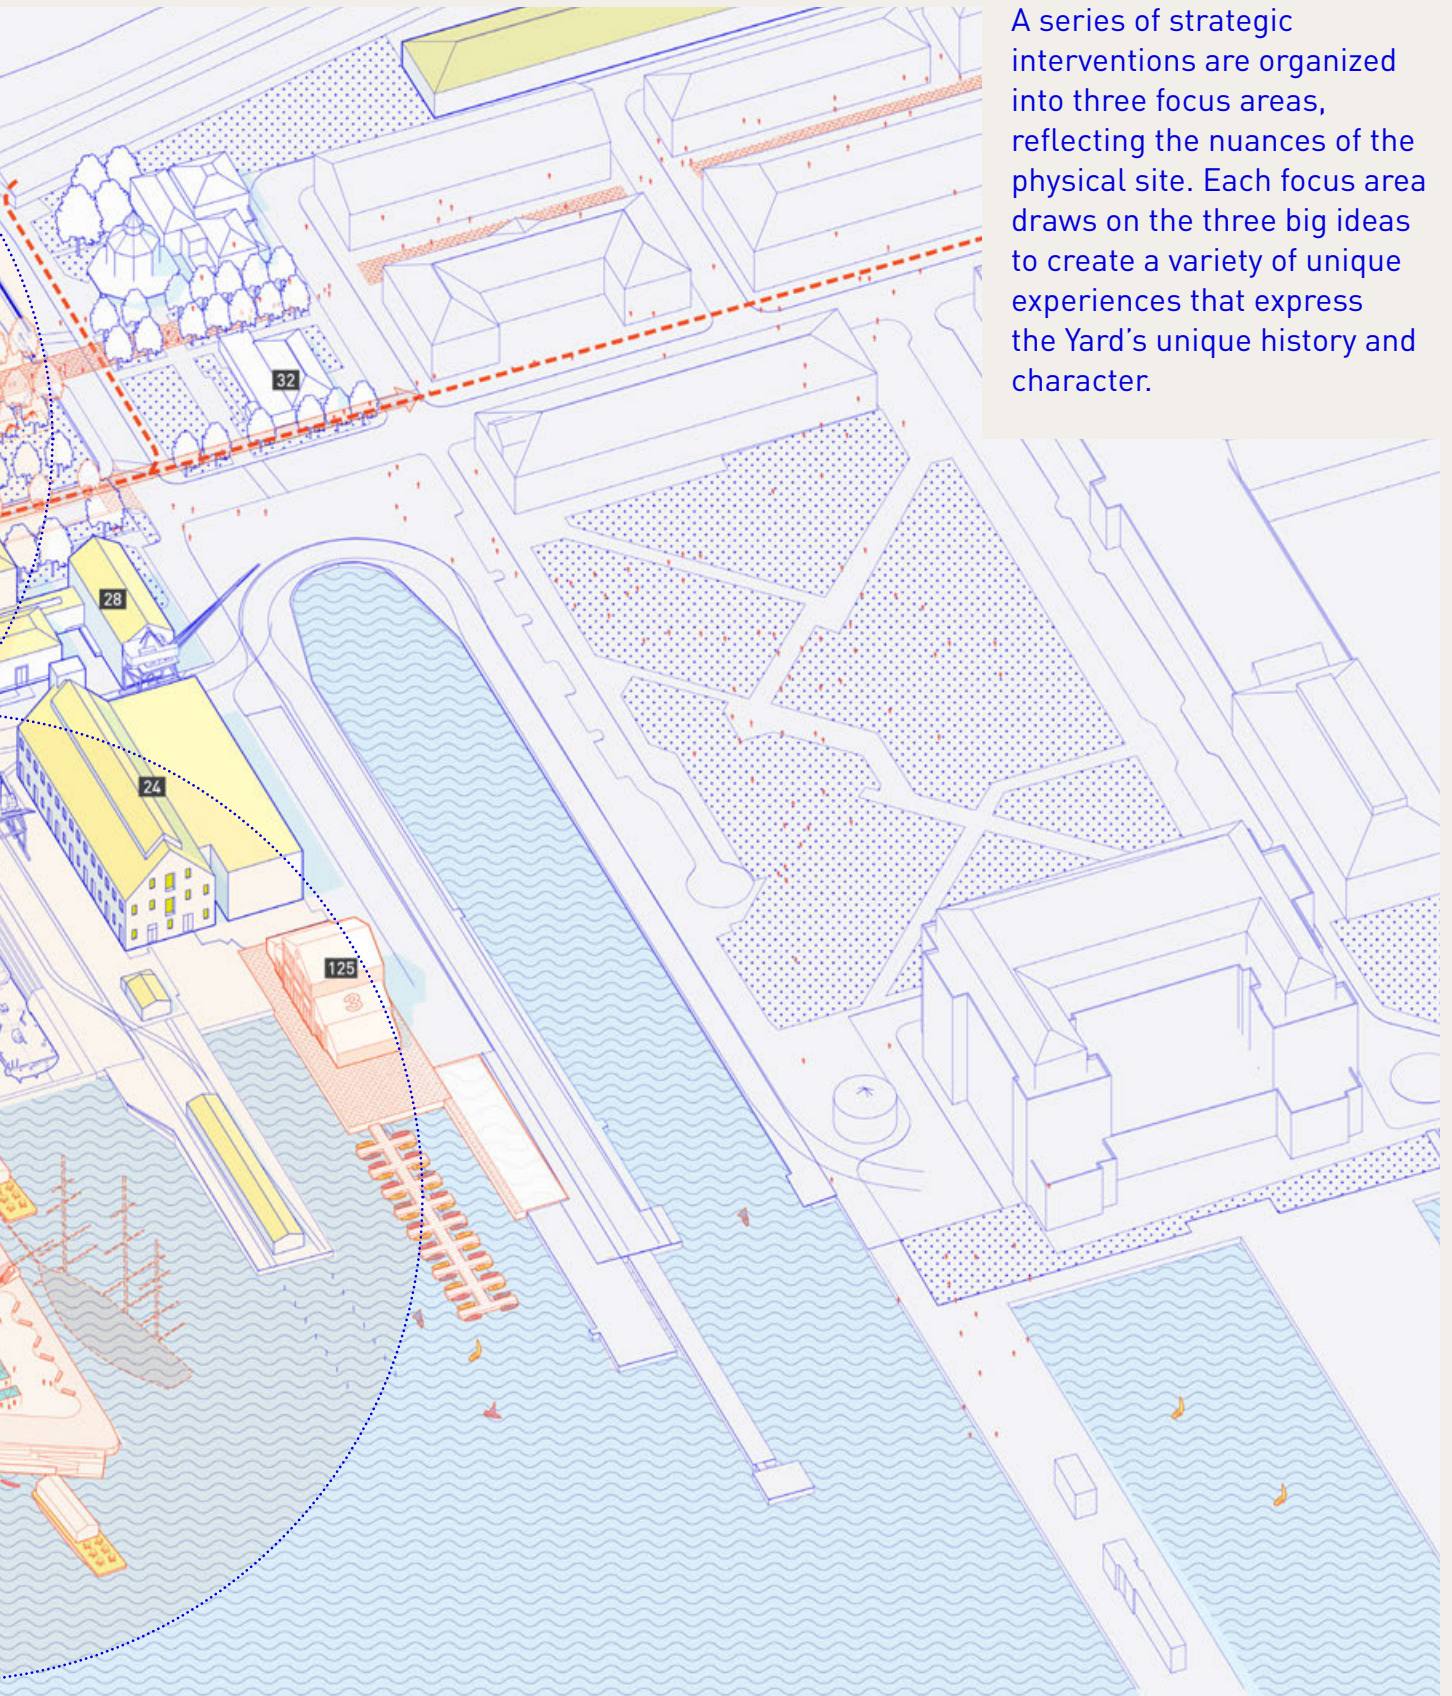 A series of strategic
interventions are organized
into three focus areas,
reflecting the nuances of the
physical site. Each focus area
draws on the three big ideas
to create a variety of unique
experiences that express
the Yard’s unique history and
character.
32
28
24
125
3